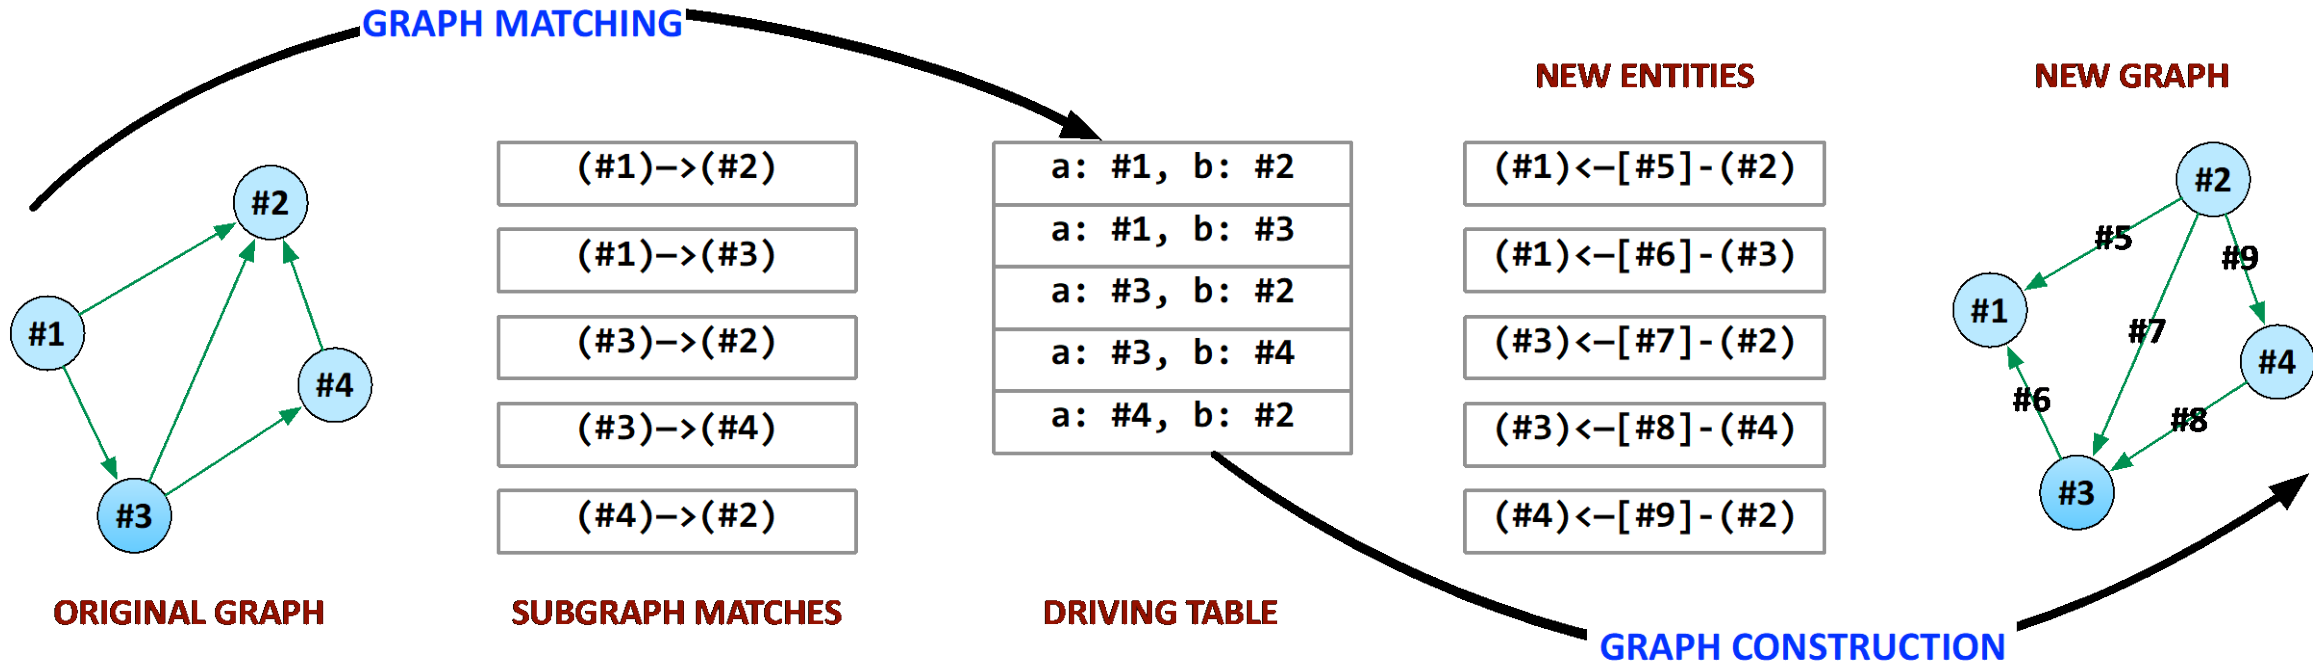 GRAPH MATCHING
#2
#1
#4
#3
ORIGINAL GRAPH
(#1)—>(#2)
(#1)—>(#3)
(#3)—>(#2)
(#3)—>(#4)
(#4)—>(#2)
SUBGRAPH MATCHES
a: #1, b: #2
a: #1, b: #3
a: #3, b: #2
a: #3, b: #4
a: #4, b: #2
DRIVING TABLE
NEW ENTITIES
(#1)<—[#5]-(#2)
(#1)<—[#6]-(#3)
(#3)<—[#7]-(#2)
(#3)<—[#8]-(#4)
(#4)<—[#9]-(#2)
NEW GRAPH
#2
#5
#9
#1
#7
#4
#6
#8
#3
GRAPH CONSTRUCTION